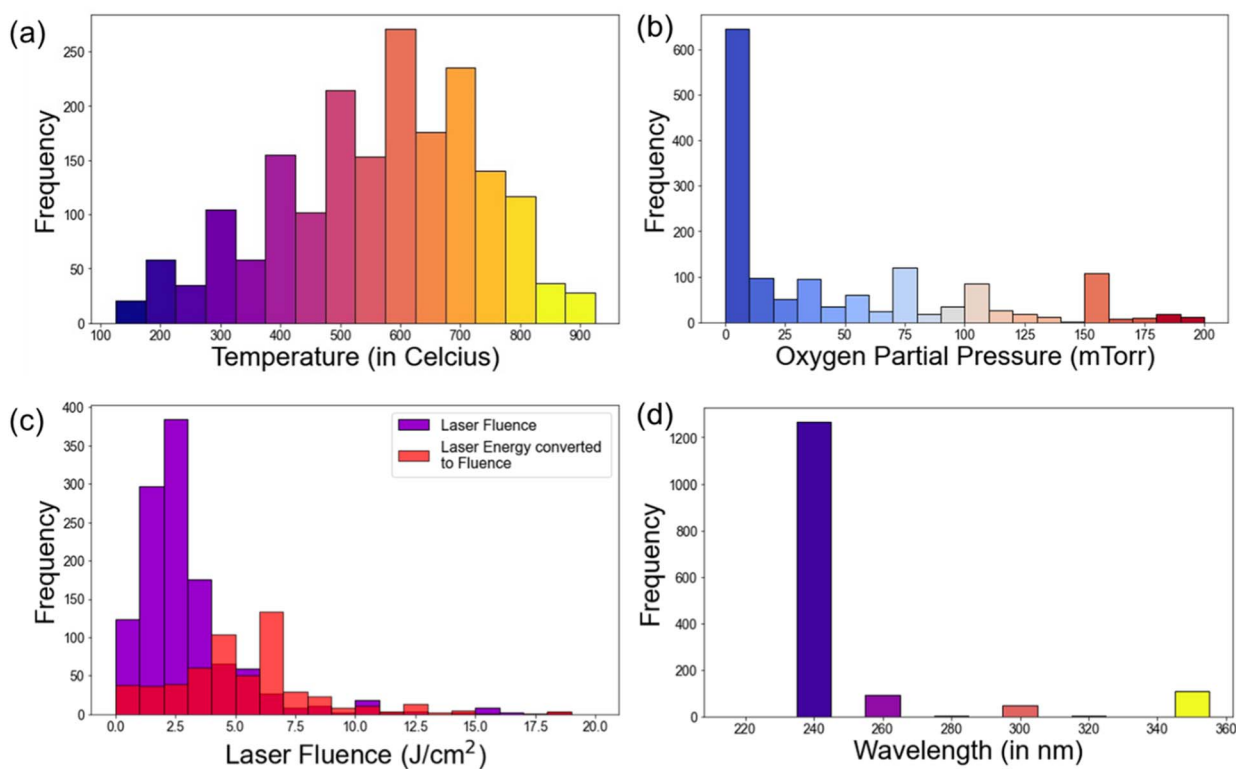 (a)
Frequency
250
200
150
100
50
0
100 200 300 400 500 600 700 800 900
Temperature (in Celcius)
(b)
Frequency
600
500
400
300
200
100
0
0 25 50 75 100 125 150 175 200
Oxygen Partial Pressure (mTorr)
(c)
Frequency
400
350
300
250
200
150
100
50
0
Laser Fluence
Laser Energy converted
to Fluence
0.0 2.5 5.0 7.5 10.0 12.5 15.0 17.5 20.0
Laser Fluence (J/cm²)
(d)
Frequency
1200
1000
800
600
400
200
0
220 240 260 280 300 320 340 360
Wavelength (in nm)